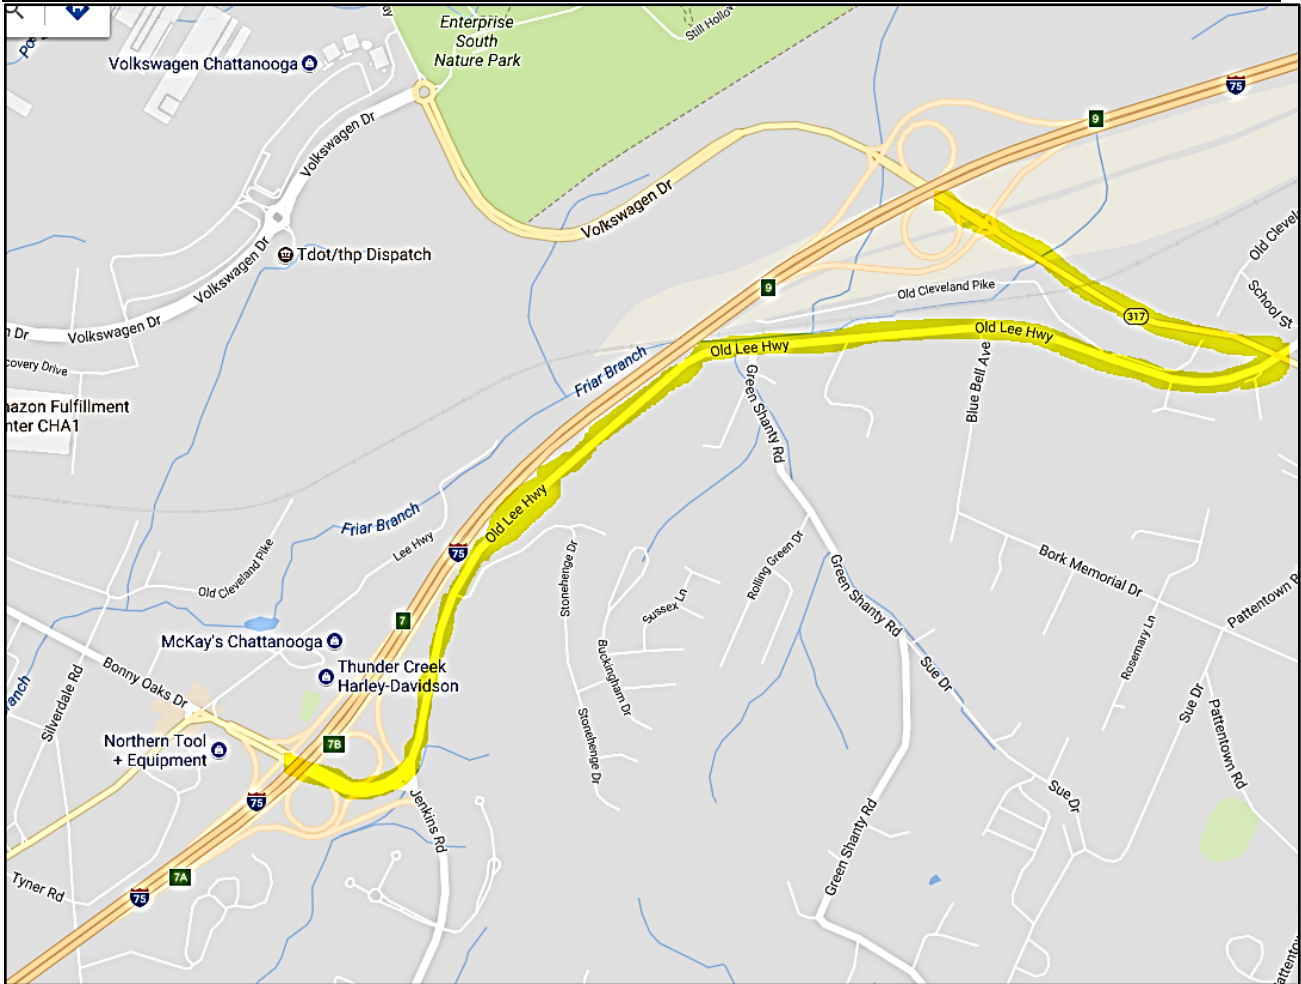 Enterprise
South
Nature Park
Still Hollow
Volkswagen Chattanooga
75
9
Volkswagen Dr
Volkswagen Dr
Old Clevel
Tdot/thp Dispatch
Volkswagen Dr
School St
9
Old Cleveland Pike
317
n Dr
Volkswagen Dr
Old Lee Hwy
Old Lee Hwy
covery Drive
Friar Branch
Green Shanty Rd
Blue Bell Ave
mazon Fulfillment
nter CHA1
Old Lee Hwy
Friar Branch
Lee Hwy
75
Old Cleveland Pike
Stonehenge Dr
Rolling Green Dr
Bork Memorial Dr
Green Shanty Rd
Sussex Ln
Pattentown R
7
McKay's Chattanooga
Buckingham Dr
Rosemary Ln
Thunder Creek
Harley-Davidson
Bonny Oaks Dr
Silverdale Rd
ranch
Sue Dr
Sue Dr
Pattentown Rd
Northern Tool
+ Equipment
7B
Stonehenge Dr
75
Jenkins Rd
Sue Dr
Green Shanty Rd
7A
Tyner Rd
75
attento